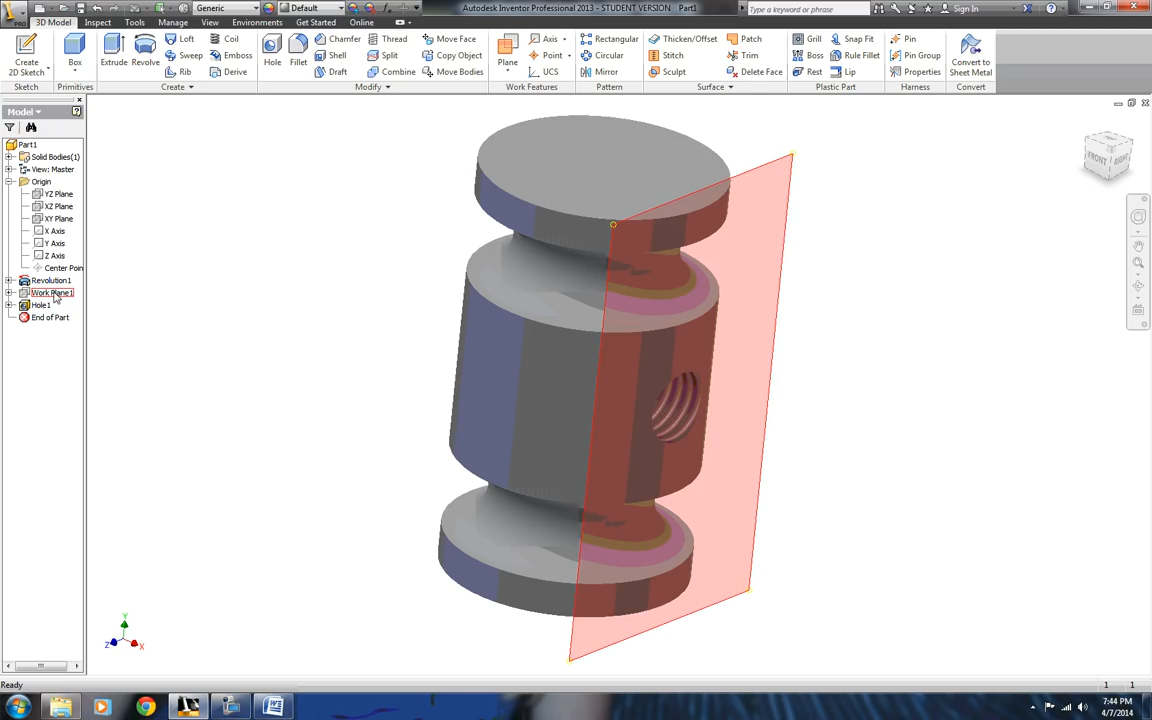 PRO
Generic
Default
Autodesk Inventor Professional 2013 - STUDENT VERSION   Part1
Type a keyword or phrase
Sign In
3D Model   Inspect   Tools   Manage   View   Environments   Get Started   Online
Create
2D Sketch
Box
Extrude   Revolve
Loft   Coil
Sweep   Emboss
Rib   Derive
Hole   Fillet
Chamfer   Thread   Move Face
Shell   Split   Copy Object
Draft   Combine   Move Bodies
Plane
Axis
Point
UCS
Rectangular
Circular
Mirror
Thicken/Offset   Patch
Stitch   Trim
Sculpt   Delete Face
Grill   Snap Fit
Boss   Rule Fillet
Rest   Lip
Pin
Pin Group
Properties
Convert to
Sheet Metal
Sketch   Primitives   Create   Modify   Work Features   Pattern   Surface   Plastic Part   Harness   Convert
Model
Part1
Solid Bodies(1)
View: Master
Origin
YZ Plane
XZ Plane
XY Plane
X Axis
Y Axis
Z Axis
Center Poin
Revolution1
Work Plane1
Hole1
End of Part
FRONT   RIGHT
Y
Z   X
Ready   1   1
7:44 PM
4/7/2014